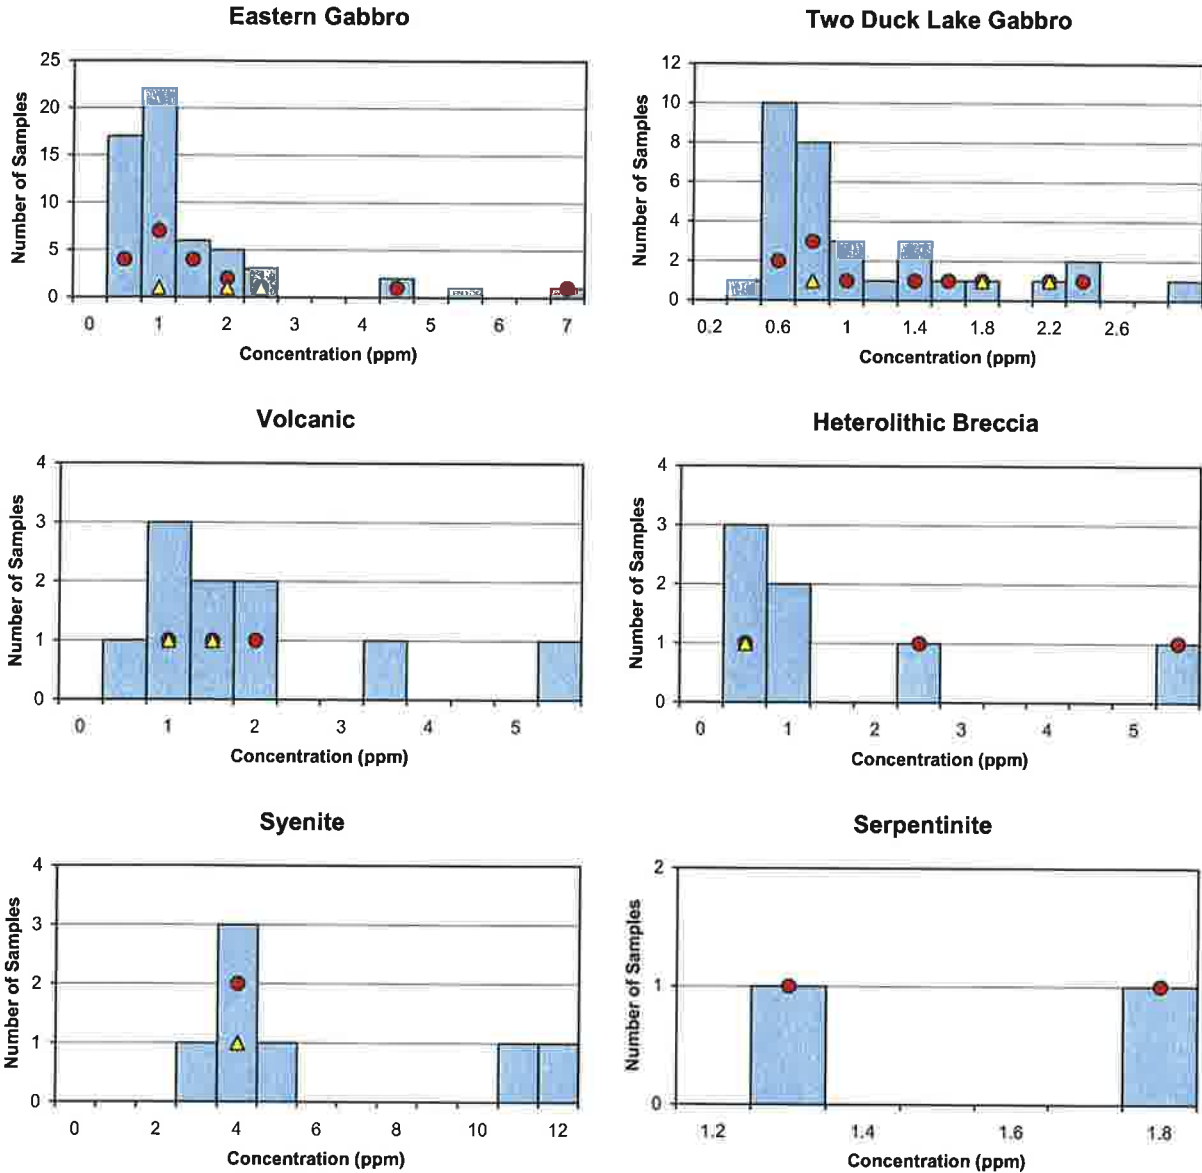 Eastern Gabbro
Number of Samples
25
20
15
10
5
0
0 1 2 3 4 5 6 7
Concentration (ppm)
Two Duck Lake Gabbro
Number of Samples
12
10
8
6
4
2
0
0.2 0.6 1 1.4 1.8 2.2 2.6
Concentration (ppm)
Volcanic
Number of Samples
4
3
2
1
0
0 1 2 3 4 5
Concentration (ppm)
Heterolithic Breccia
Number of Samples
4
3
2
1
0
0 1 2 3 4 5
Concentration (ppm)
Syenite
Number of Samples
4
3
2
1
0
0 2 4 6 8 10 12
Concentration (ppm)
Serpentinite
Number of Samples
2
1
0
1.2 1.4 1.6 1.8
Concentration (ppm)